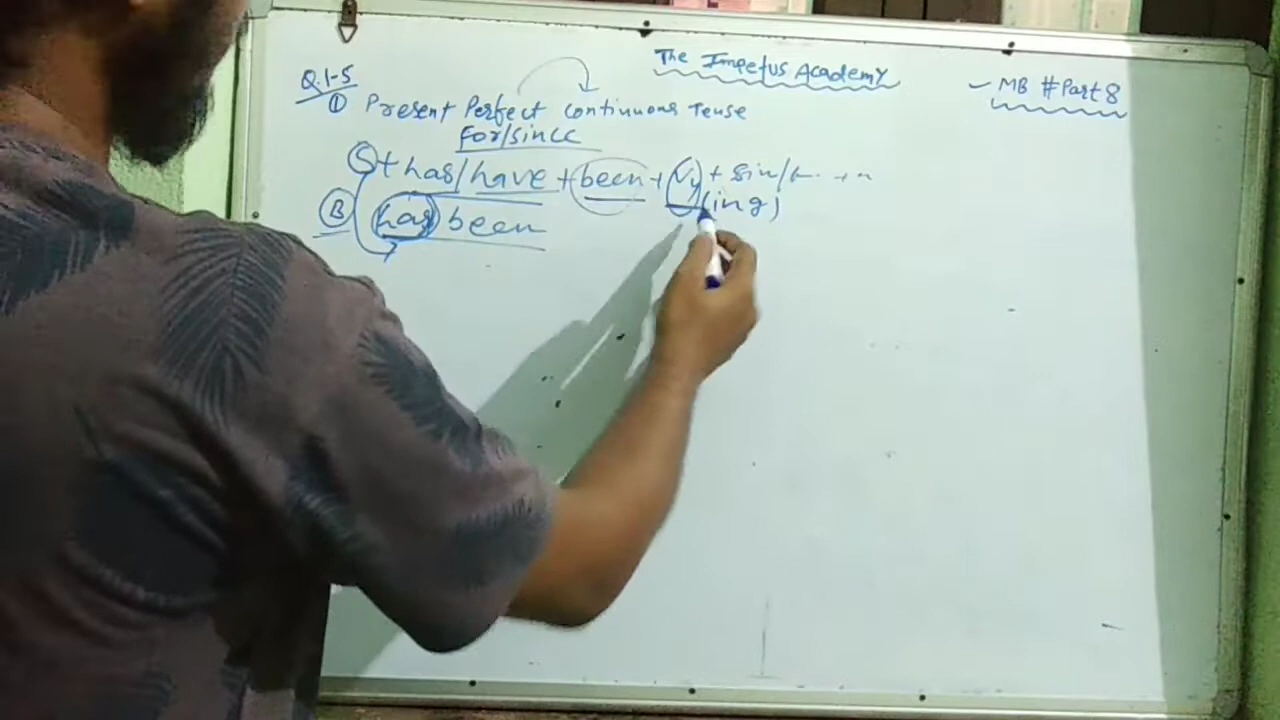 The Impetus Academy
MB # Part 8
Q.1-5
① Present Perfect continuous Tense
For/since
S + has/have + been + V1 + sin/f... + ~
(ing)
(B) has been